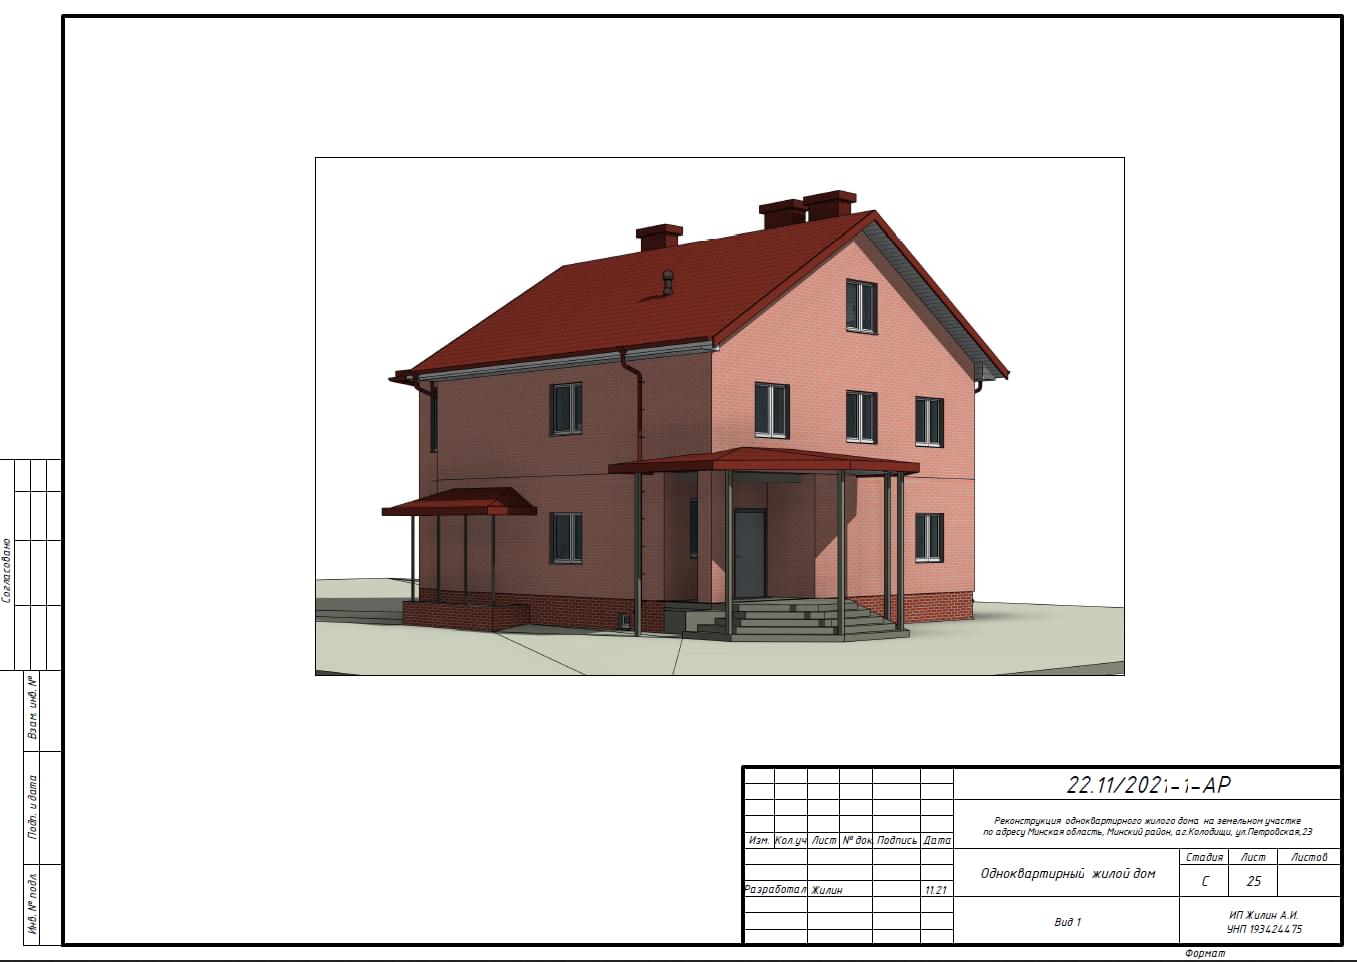 Согласовано
Взам. инв. №
Подп. и дата
Инв. № подл.
22.11/2021-1-АР
Реконструкция одноквартирного жилого дома на земельном участке
по адресу Минская область, Минский район, а.г.Колодищи, ул.Петровская,23
Изм. Кол.уч Лист № док Подпись Дата
Одноквартирный жилой дом
Стадия Лист Листов
С 25
Разработал Жилин 11.21
Вид 1
ИП Жилин А.И.
УНП 193424475
Формат